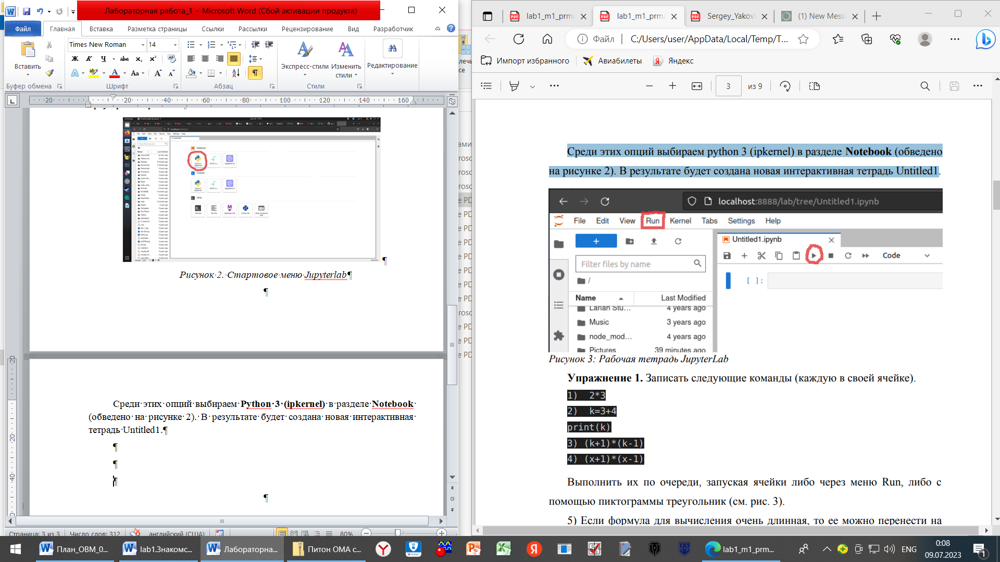 Лабораторная работа_1 - Microsoft Word (Сбой активации продукта)
Файл
Главная
Вставка
Разметка страницы
Ссылки
Рассылки
Рецензирование
Вид
Разработчик
Times New Roman
14
Вставить
Ж К Ч abc x₂ x²
Экспресс-стили
Изменить стили
Редактирование
Буфер обмена
Шрифт
Абзац
Стили
20 20 40 60 80 100 120 140 160
Рисунок·2.·Стартовое·меню·Jupyterlab¶
¶
Среди·этих·опций·выбираем·Python·3·(ipkernel)·в·разделе·Notebook·
(обведено·на·рисунке·2).·В·результате·будет·создана·новая·интерактивная·
тетрадь·Untitled1.¶
¶
¶
¶
¶
Страница: 3 из 3
Число слов: 312
английский (США)
80%
lab1_m1_prm
lab1_m1_prm
Sergey_Yakov
(1) New Mess
Файл
C:/Users/user/AppData/Local/Temp/T...
Импорт избранного
Авиабилеты
Яндекс
3
из 9
Среди этих опций выбираем python 3 (ipkernel) в разделе Notebook (обведено
на рисунке 2). В результате будет создана новая интерактивная тетрадь Untitled1.
localhost:8888/lab/tree/Untitled1.ipynb
File Edit View Run Kernel Tabs Settings Help
Untitled1.ipynb
Code
Filter files by name
/
[ ]:
Name
Last Modified
Larian Stu...
4 years ago
Music
3 years ago
node_mod...
4 years ago
Pictures
39 minutes ago
Рисунок 3: Рабочая тетрадь JupyterLab
Упражнение 1. Записать следующие команды (каждую в своей ячейке).
1) 2*3
2) k=3+4
print(k)
3) (k+1)*(k-1)
4) (x+1)*(x-1)
Выполнить их по очереди, запуская ячейки либо через меню Run, либо с
помощью пиктограммы треугольник (см. рис. 3).
5) Если формула для вычисления очень длинная, то ее можно перенести на
План_ОВМ_0...
lab1.Знакомс...
Лабораторна...
Питон ОМА с...
lab1_m1_prm...
ENG
0:08
09.07.2023
1